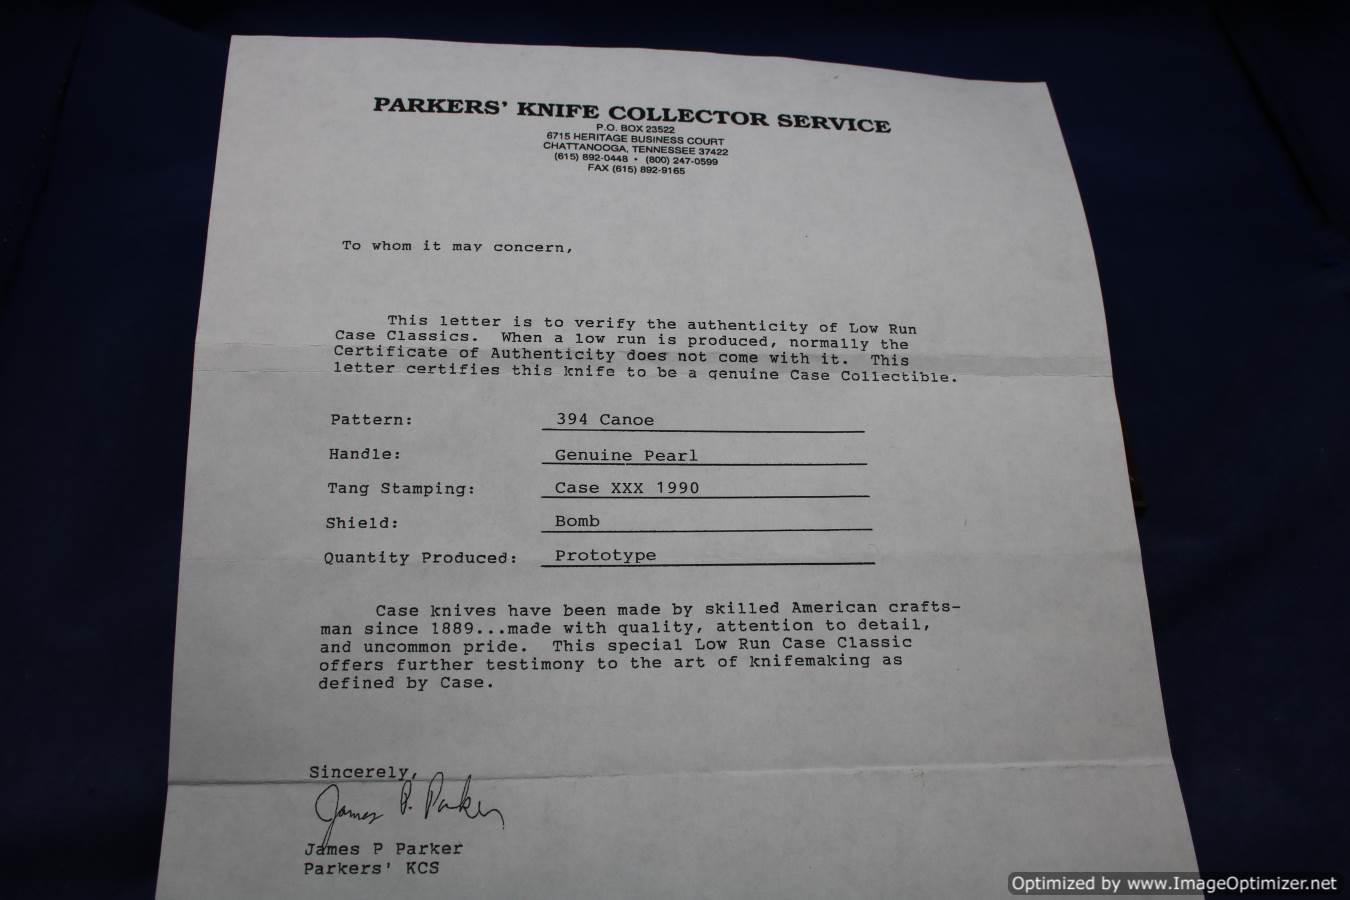 PARKERS' KNIFE COLLECTOR SERVICE
P.O. BOX 23522
6715 HERITAGE BUSINESS COURT
CHATTANOOGA, TENNESSEE 37422
(615) 892-0448 • (800) 247-0599
FAX (615) 892-9165
To whom it may concern,
This letter is to verify the authenticity of Low Run
Case Classics. When a low run is produced, normally the
Certificate of Authenticity does not come with it. This
letter certifies this knife to be a genuine Case Collectible.
Pattern: 394 Canoe
Handle: Genuine Pearl
Tang Stamping: Case XXX 1990
Shield: Bomb
Quantity Produced: Prototype
Case knives have been made by skilled American crafts-
man since 1889...made with quality, attention to detail,
and uncommon pride. This special Low Run Case Classic
offers further testimony to the art of knifemaking as
defined by Case.
Sincerely,
James P. Parker
James P Parker
Parkers' KCS
Optimized by www.ImageOptimizer.net